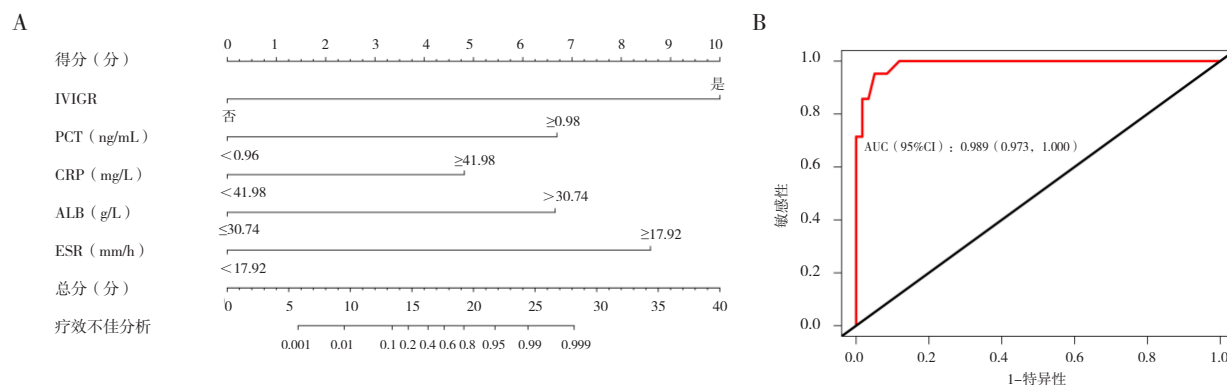 A
得分（分） 0 1 2 3 4 5 6 7 8 9 10
IVIGR 是
否
PCT（ng/mL） ≥0.98
<0.96
CRP（mg/L） ≥41.98
<41.98
ALB（g/L） >30.74
≤30.74
ESR（mm/h） ≥17.92
<17.92
总分（分） 0 5 10 15 20 25 30 35 40
疗效不佳分析 0.001 0.01 0.1 0.2 0.4 0.6 0.8 0.95 0.99 0.999
B
敏感性
1.0
0.8
0.6
0.4
0.2
0.0
AUC（95%CI）：0.989（0.973，1.000）
0.0 0.2 0.4 0.6 0.8 1.0
1-特异性